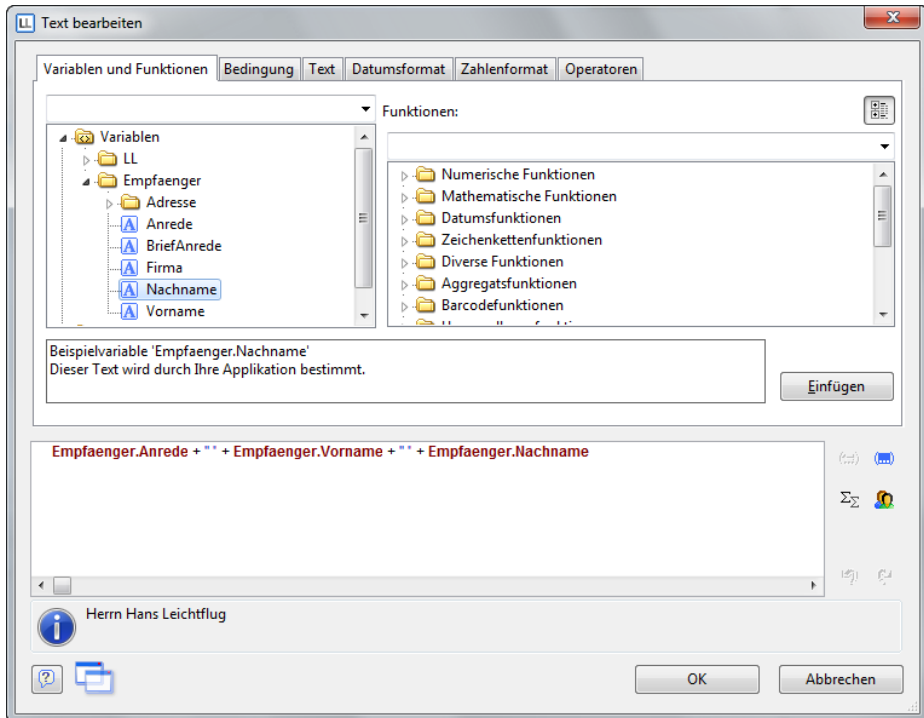 LL Text bearbeiten
Variablen und Funktionen Bedingung Text Datumsformat Zahlenformat Operatoren
Funktionen:
Variablen
LL
Empfaenger
Adresse
Anrede
BriefAnrede
Firma
Nachname
Vorname
Numerische Funktionen
Mathematische Funktionen
Datumsfunktionen
Zeichenkettenfunktionen
Diverse Funktionen
Aggregatsfunktionen
Barcodefunktionen
Beispielvariable 'Empfaenger.Nachname'
Dieser Text wird durch Ihre Applikation bestimmt.
Einfügen
Empfaenger.Anrede + " " + Empfaenger.Vorname + " " + Empfaenger.Nachname
Herrn Hans Leichtflug
OK Abbrechen